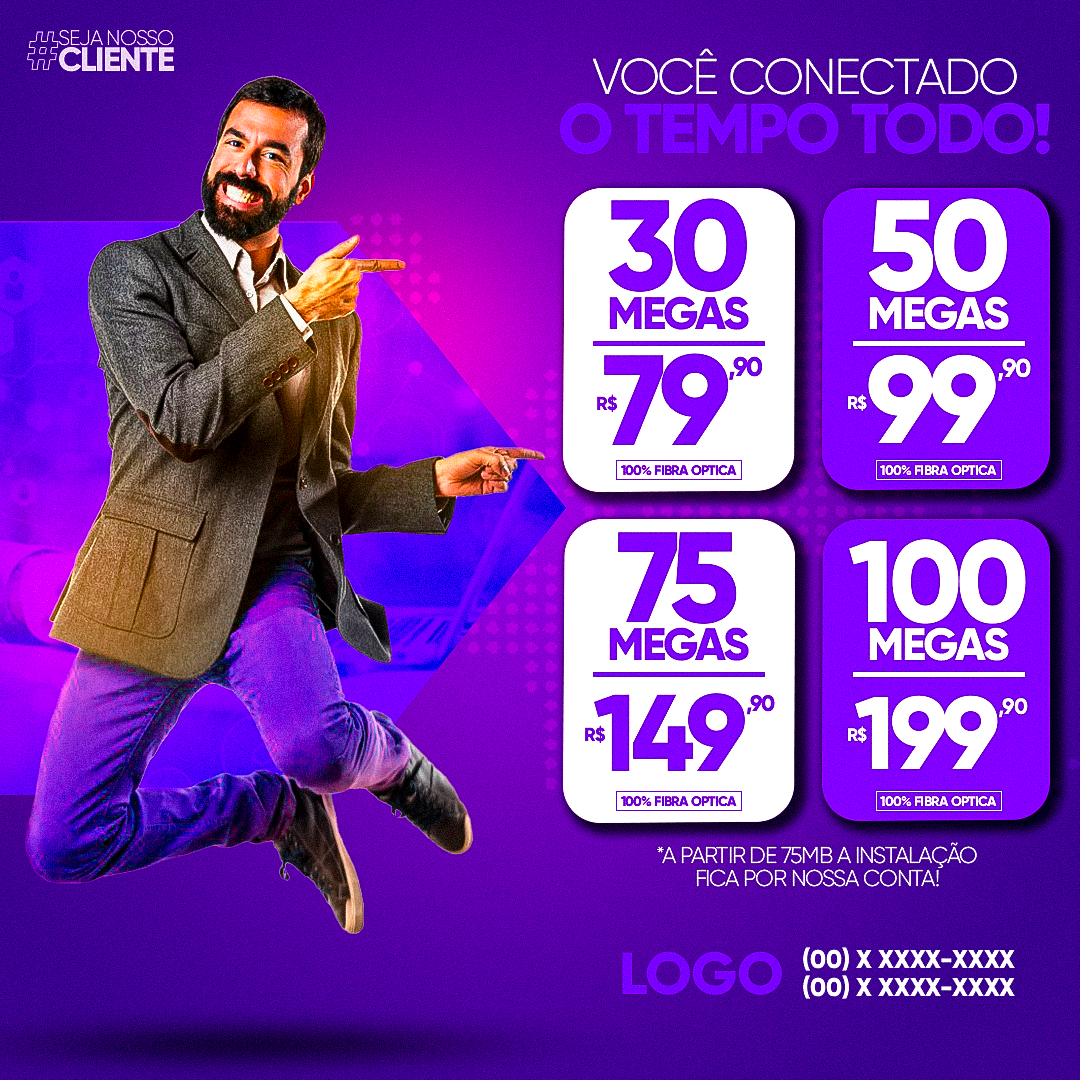 #SEJA NOSSO
CLIENTE
VOCÊ CONECTADO
O TEMPO TODO!
30
MEGAS
R$79,90
100% FIBRA OPTICA
50
MEGAS
R$99,90
100% FIBRA OPTICA
75
MEGAS
R$149,90
100% FIBRA OPTICA
100
MEGAS
R$199,90
100% FIBRA OPTICA
*A PARTIR DE 75MB A INSTALAÇÃO
FICA POR NOSSA CONTA!
LOGO
(00) X XXXX-XXXX
(00) X XXXX-XXXX